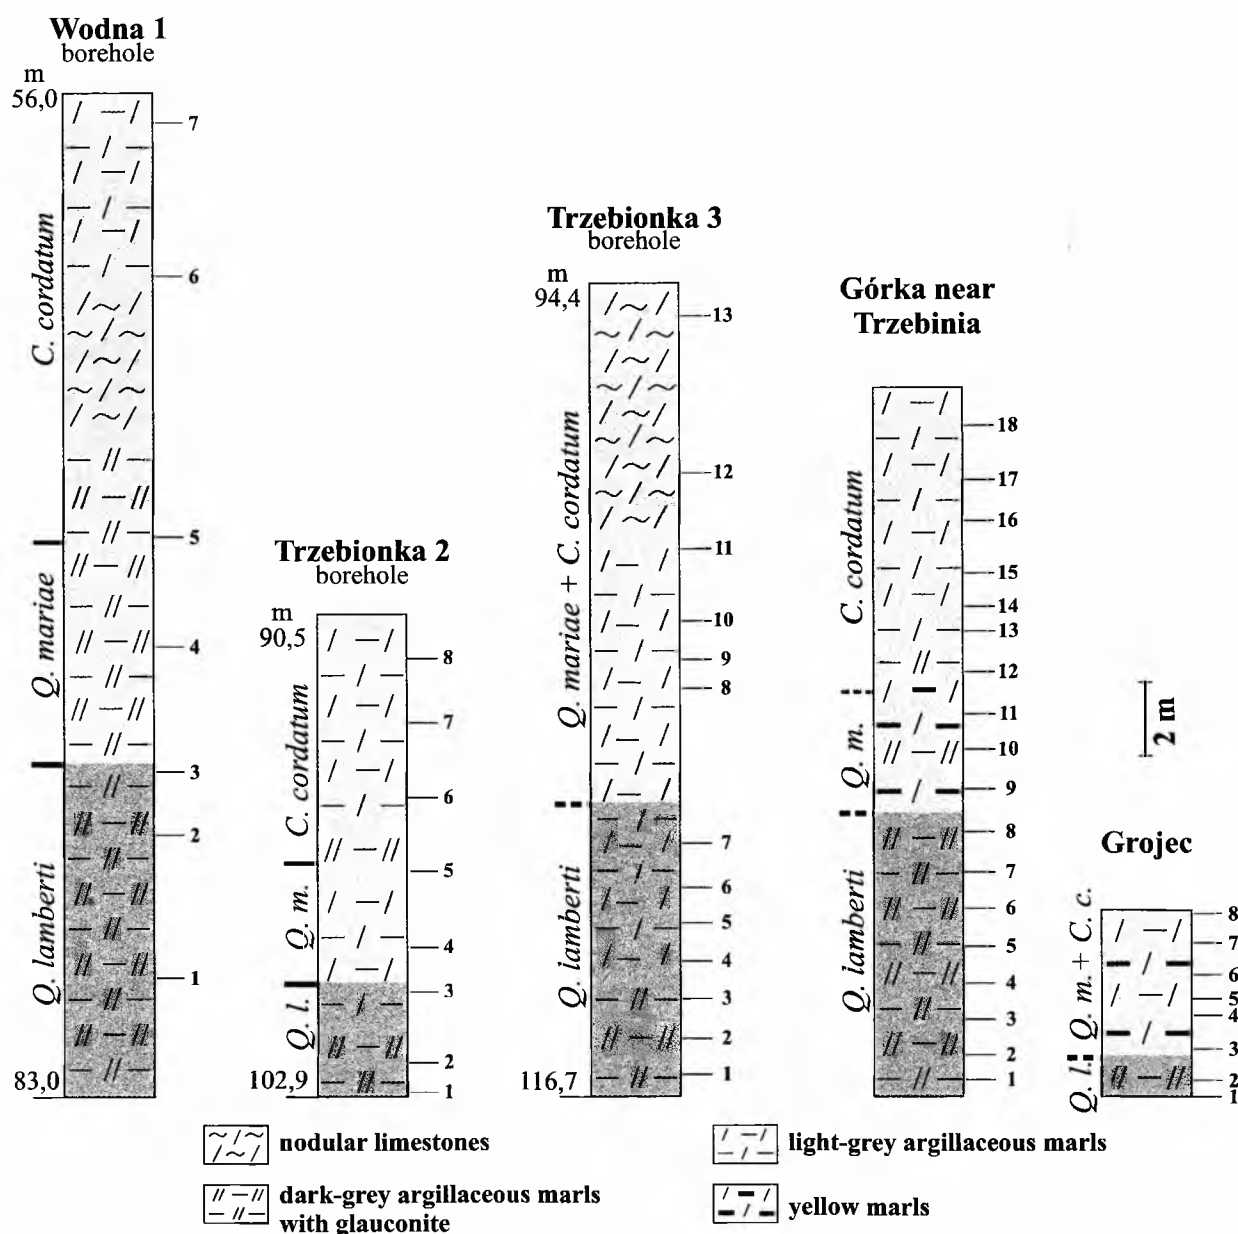 Wodna 1
borehole
m
56,0
7
6
5
4
3
2
1
83,0
C. cordatum
Q. mariae
Q. lamberti
Trzebionka 2
borehole
m
90,5
8
7
6
5
4
3
2
1
102,9
C. cordatum
Q. m.
Q. l.
Trzebionka 3
borehole
m
94,4
13
12
11
10
9
8
7
6
5
4
3
2
1
116,7
Q. mariae + C. cordatum
Q. lamberti
Górka near
Trzebinia
18
17
16
15
14
13
12
11
10
9
8
7
6
5
4
3
2
1
C. cordatum
Q. m.
Q. lamberti
2 m
Grojec
8
7
6
5
4
3
2
1
Q. m. + C. c.
Q. l.
nodular limestones
dark-grey argillaceous marls
with glauconite
light-grey argillaceous marls
yellow marls